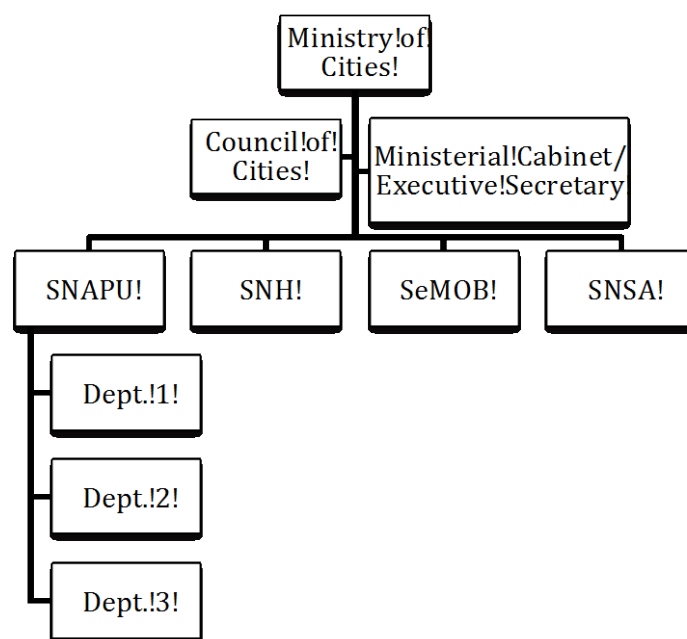 Ministry!of!
Cities!
Council!of!
Cities!
Ministerial!Cabinet/
Executive!Secretary
SNAPU!
SNH!
SeMOB!
SNSA!
Dept.!1!
Dept.!2!
Dept.!3!